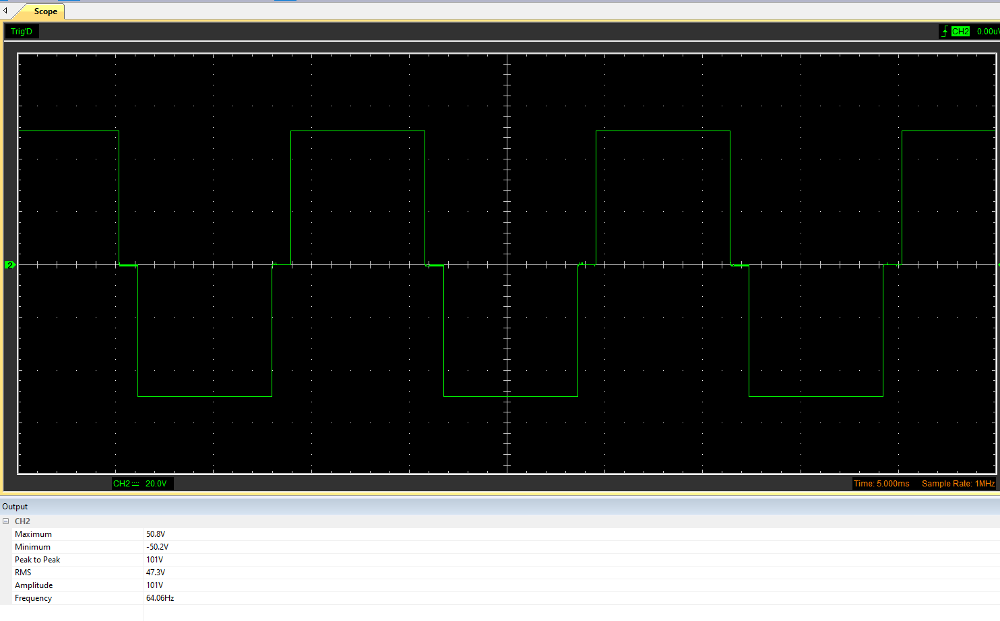 Scope
Trig'D
CH2 0.00u
2
CH2 20.0V
Time: 5.000ms Sample Rate: 1MHz
Output
CH2
Maximum 50.8V
Minimum -50.2V
Peak to Peak 101V
RMS 47.3V
Amplitude 101V
Frequency 64.06Hz